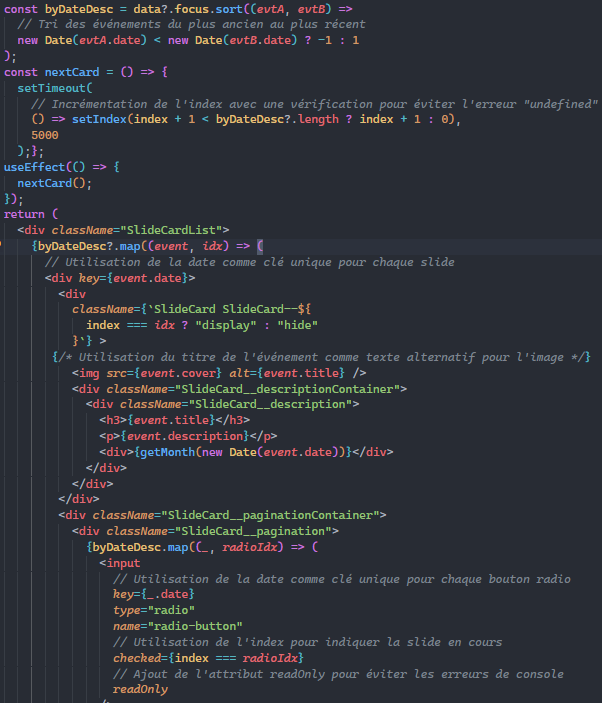 const byDateDesc = data?.focus.sort((evtA, evtB) =>
// Tri des événements du plus ancien au plus récent
new Date(evtA.date) < new Date(evtB.date) ? -1 : 1
);
const nextCard = () => {
setTimeout(
// Incrémentation de l'index avec une vérification pour éviter l'erreur "undefined"
() => setIndex(index + 1 < byDateDesc?.length ? index + 1 : 0),
5000
);};
useEffect(() => {
nextCard();
});
return (
<div className="SlideCardList">
{byDateDesc?.map((event, idx) => (
// Utilisation de la date comme clé unique pour chaque slide
<div key={event.date}>
<div
className={`SlideCard SlideCard--${
index === idx ? "display" : "hide"
}`} >
{/* Utilisation du titre de l'événement comme texte alternatif pour l'image */}
<img src={event.cover} alt={event.title} />
<div className="SlideCard__descriptionContainer">
<div className="SlideCard__description">
<h3>{event.title}</h3>
<p>{event.description}</p>
<div>{getMonth(new Date(event.date))}</div>
</div>
</div>
</div>
<div className="SlideCard__paginationContainer">
<div className="SlideCard__pagination">
{byDateDesc.map((_, radioIdx) => (
<input
// Utilisation de la date comme clé unique pour chaque bouton radio
key={_.date}
type="radio"
name="radio-button"
// Utilisation de l'index pour indiquer la slide en cours
checked={index === radioIdx}
// Ajout de l'attribut readOnly pour éviter les erreurs de console
readOnly